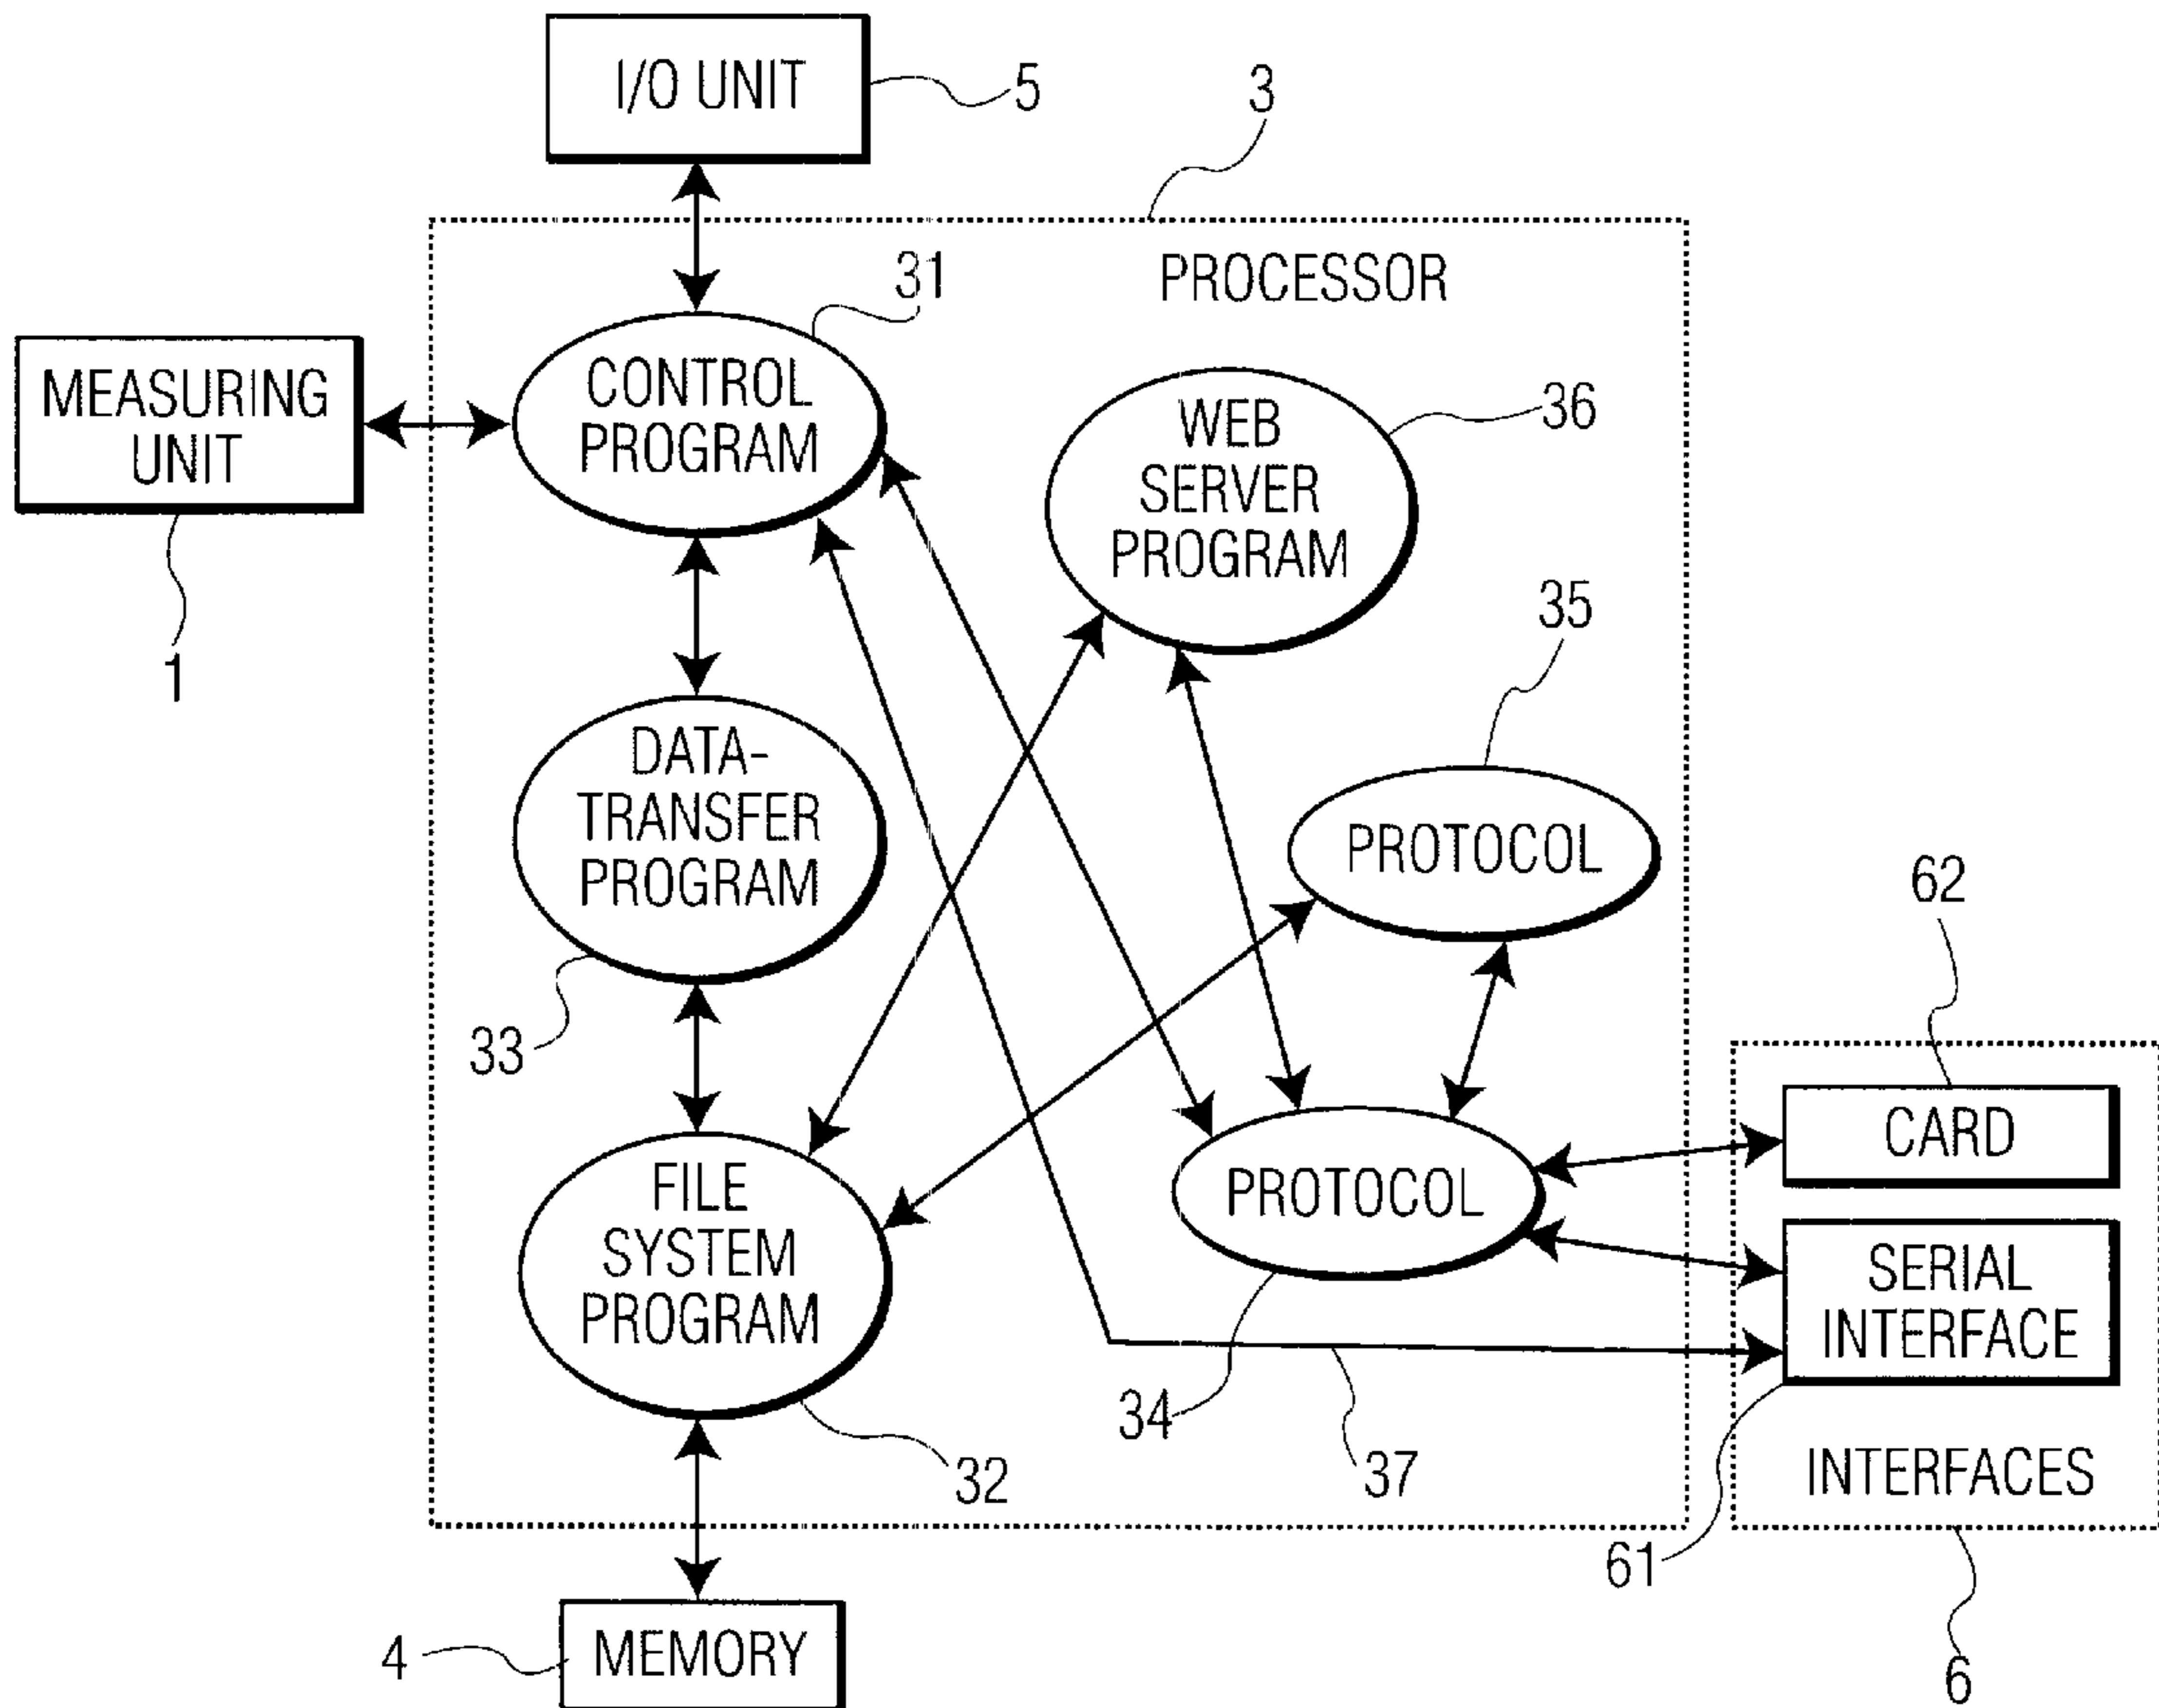 I/O UNIT
5
3
PROCESSOR
31
MEASURING
UNIT
1
CONTROL
PROGRAM
WEB
SERVER
PROGRAM
36
35
DATA-
TRANSFER
PROGRAM
33
PROTOCOL
62
CARD
FILE
SYSTEM
PROGRAM
32
PROTOCOL
34
37
SERIAL
INTERFACE
61
INTERFACES
6
4
MEMORY